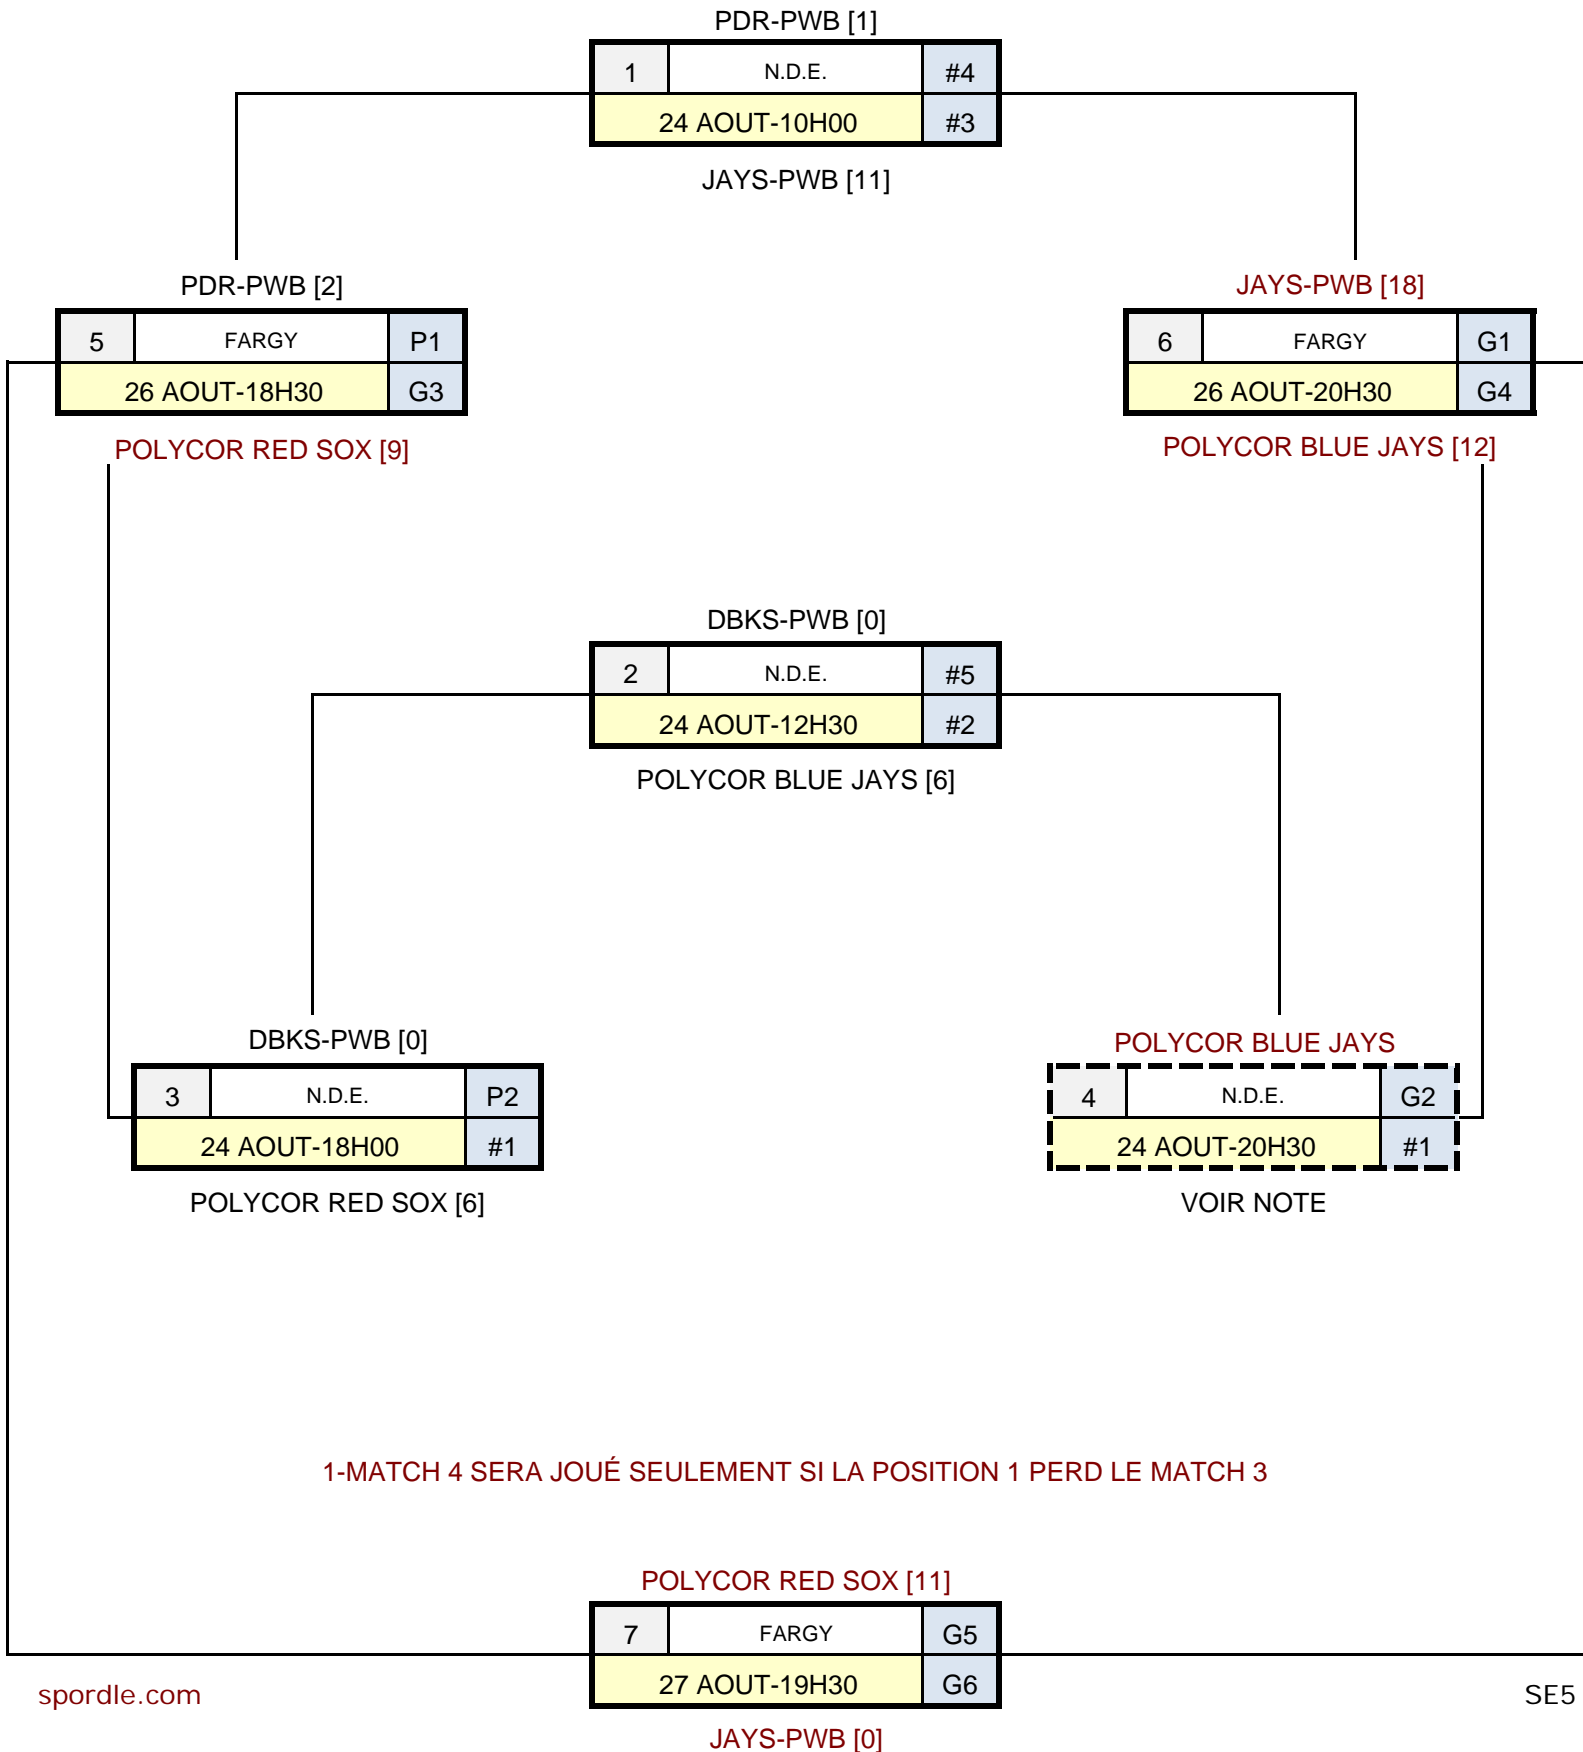 PDR-PWB [1]
1 N.D.E. #4
24 AOUT-10H00 #3
JAYS-PWB [11]
PDR-PWB [2]
5 FARGY P1
26 AOUT-18H30 G3
POLYCOR RED SOX [9]
JAYS-PWB [18]
6 FARGY G1
26 AOUT-20H30 G4
POLYCOR BLUE JAYS [12]
DBKS-PWB [0]
2 N.D.E. #5
24 AOUT-12H30 #2
POLYCOR BLUE JAYS [6]
DBKS-PWB [0]
3 N.D.E. P2
24 AOUT-18H00 #1
POLYCOR RED SOX [6]
POLYCOR BLUE JAYS
4 N.D.E. G2
24 AOUT-20H30 #1
VOIR NOTE
1-MATCH 4 SERA JOUÉ SEULEMENT SI LA POSITION 1 PERD LE MATCH 3
POLYCOR RED SOX [11]
7 FARGY G5
27 AOUT-19H30 G6
JAYS-PWB [0]
spordle.com
SE5